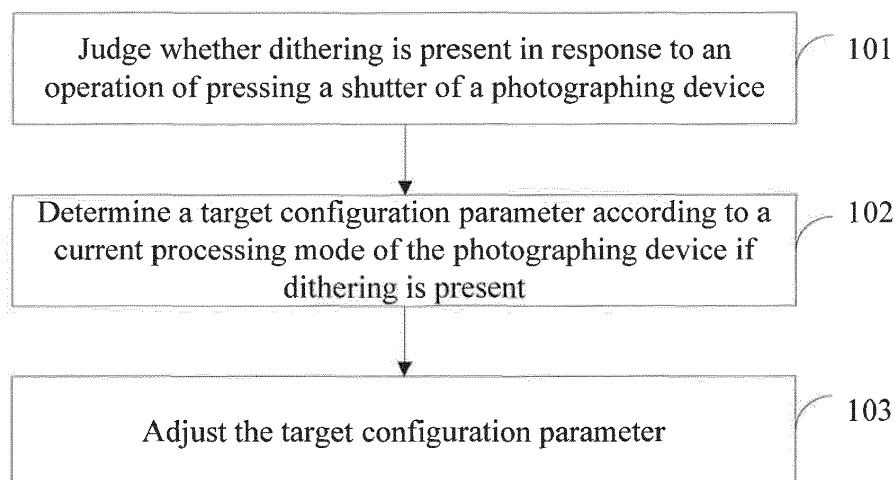 Judge whether dithering is present in response to an
operation of pressing a shutter of a photographing device
101
Determine a target configuration parameter according to a
current processing mode of the photographing device if
dithering is present
102
Adjust the target configuration parameter
103